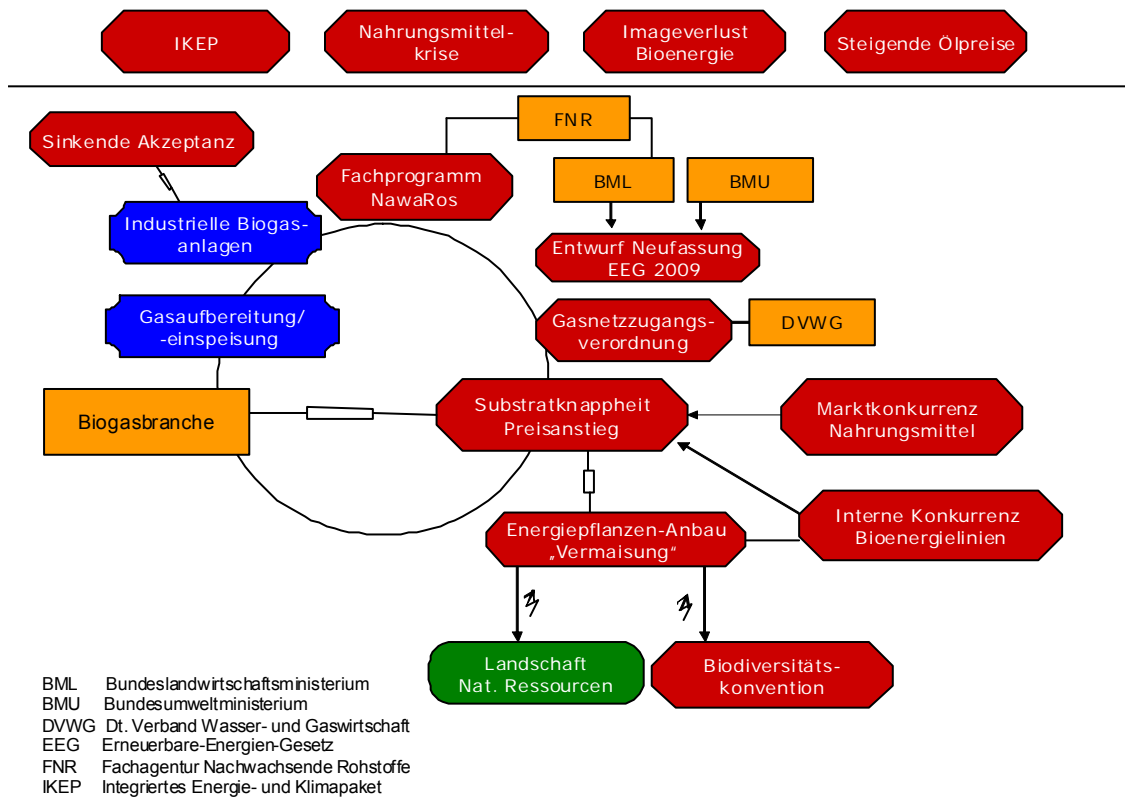 IKEP
Nahrungsmittel-
krise
Imageverlust
Bioenergie
Steigende Ölpreise
FNR
Sinkende Akzeptanz
Fachprogramm
NawaRos
BML
BMU
Industrielle Biogas-
anlagen
Entwurf Neufassung
EEG 2009
Gasaufbereitung/
-einspeisung
Gasnetzzugangs-
verordnung
DVWG
Biogasbranche
Substratknappheit
Preisanstieg
Marktkonkurrenz
Nahrungsmittel
Energiepflanzen-Anbau
„Vermaisung“
Interne Konkurrenz
Bioenergielinien
Landschaft
Nat. Ressourcen
Biodiversitäts-
konvention
BML Bundeslandwirtschaftsministerium
BMU Bundesumweltministerium
DVWG Dt. Verband Wasser- und Gaswirtschaft
EEG Erneuerbare-Energien-Gesetz
FNR Fachagentur Nachwachsende Rohstoffe
IKEP Integriertes Energie- und Klimapaket